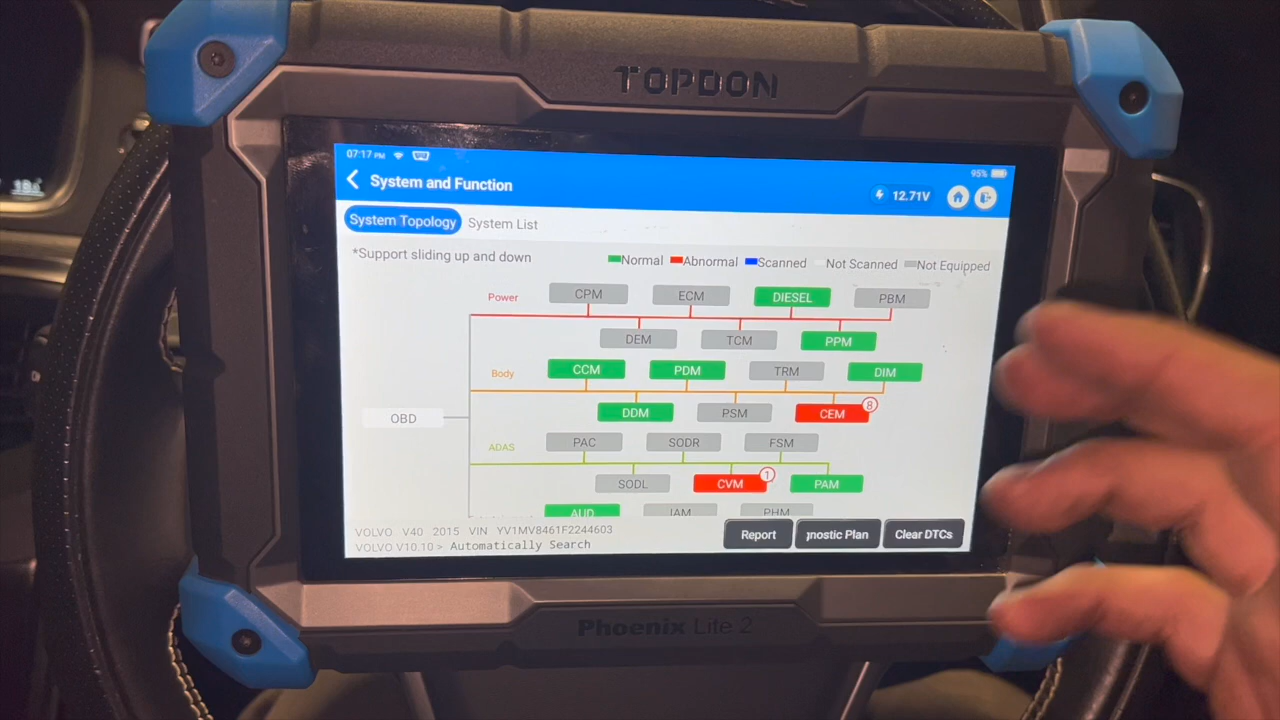 TOPDON
07:17 PM 95%
System and Function
12.71V
System Topology System List
*Support sliding up and down
Normal Abnormal Scanned Not Scanned Not Equipped
Power CPM ECM DIESEL PBM
DEM TCM PPM
Body CCM PDM TRM DIM
OBD DDM PSM CEM 8
ADAS PAC SODR FSM
SODL CVM 1 PAM
AUD IAM PHM
VOLVO V40 2015 VIN YV1MV8461F2244603
VOLVO V10.10 > Automatically Search
Report gnostic Plan Clear DTCs
Phoenix Lite 2